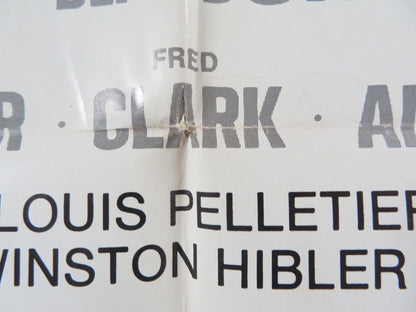 FRED
· CLARK ·
LOUIS PELLETIER
WINSTON HIBLER